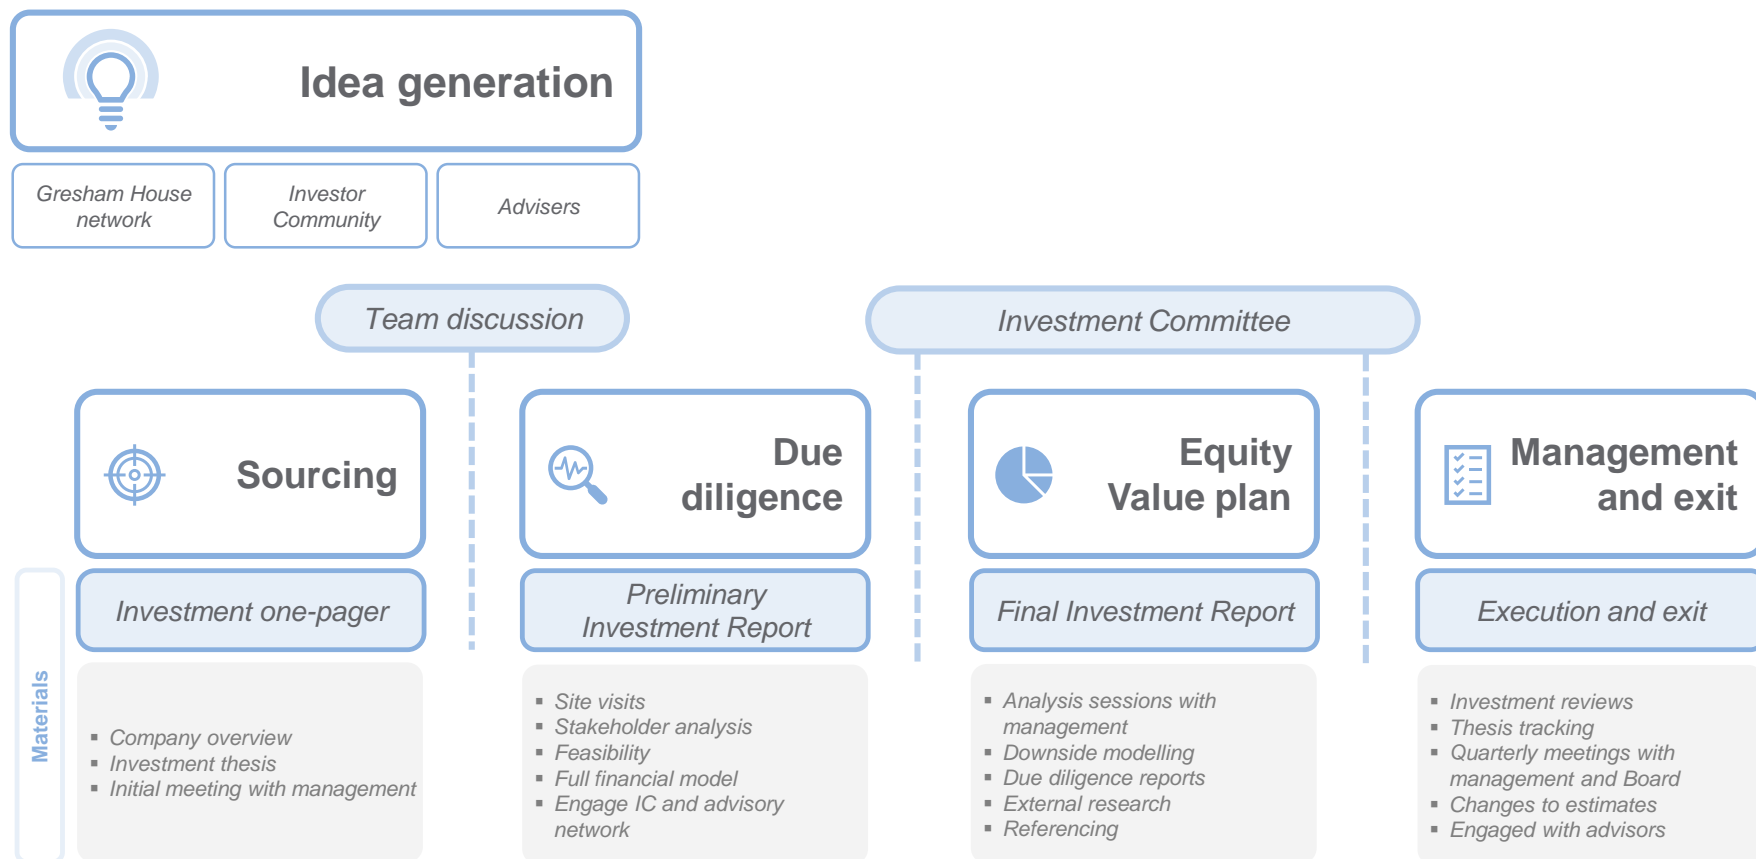 Idea generation
Gresham House
network
Investor
Community
Advisers
Team discussion
Investment Committee
Sourcing
Due
diligence
Equity
Value plan
Management
and exit
Materials
Investment one-pager
Preliminary
Investment Report
Final Investment Report
Execution and exit
▪ Company overview
▪ Investment thesis
▪ Initial meeting with management
▪ Site visits
▪ Stakeholder analysis
▪ Feasibility
▪ Full financial model
▪ Engage IC and advisory
network
▪ Analysis sessions with
management
▪ Downside modelling
▪ Due diligence reports
▪ External research
▪ Referencing
▪ Investment reviews
▪ Thesis tracking
▪ Quarterly meetings with
management and Board
▪ Changes to estimates
▪ Engaged with advisors